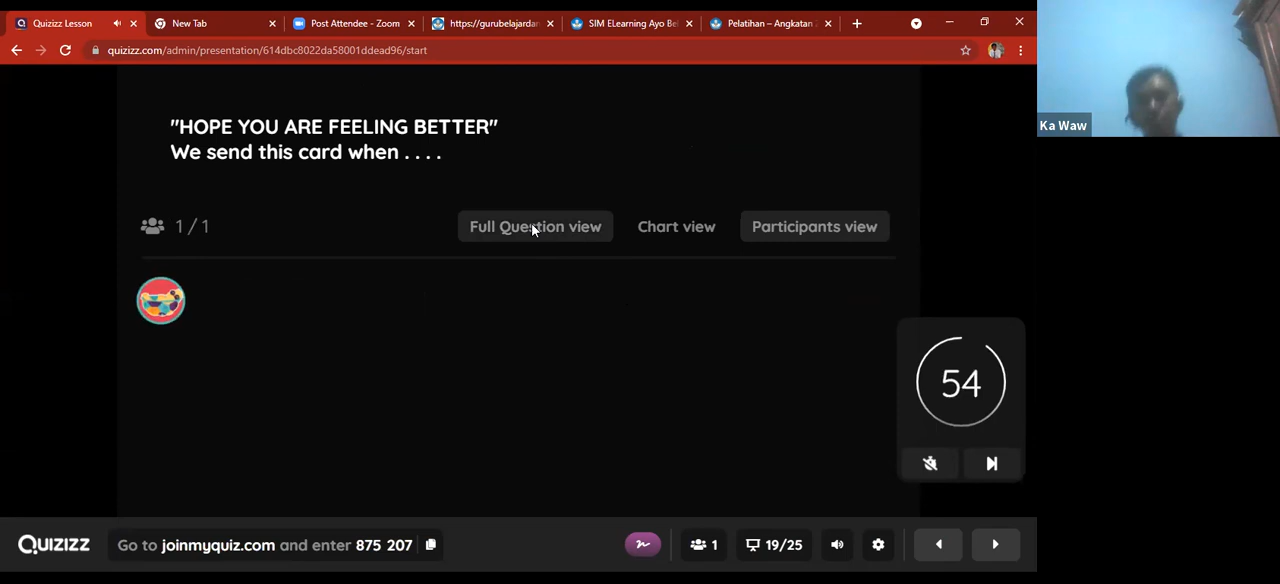 Quizizz Lesson
New Tab
Post Attendee - Zoom
https://gurubelajardar
SIM ELearning Ayo Be
Pelatihan – Angkatan
quizizz.com/admin/presentation/614dbc8022da58001ddead96/start
Ka Waw
"HOPE YOU ARE FEELING BETTER"
We send this card when . . . .
1 / 1
Full Question view
Chart view
Participants view
54
Quizizz
Go to joinmyquiz.com and enter 875 207
1
19/25